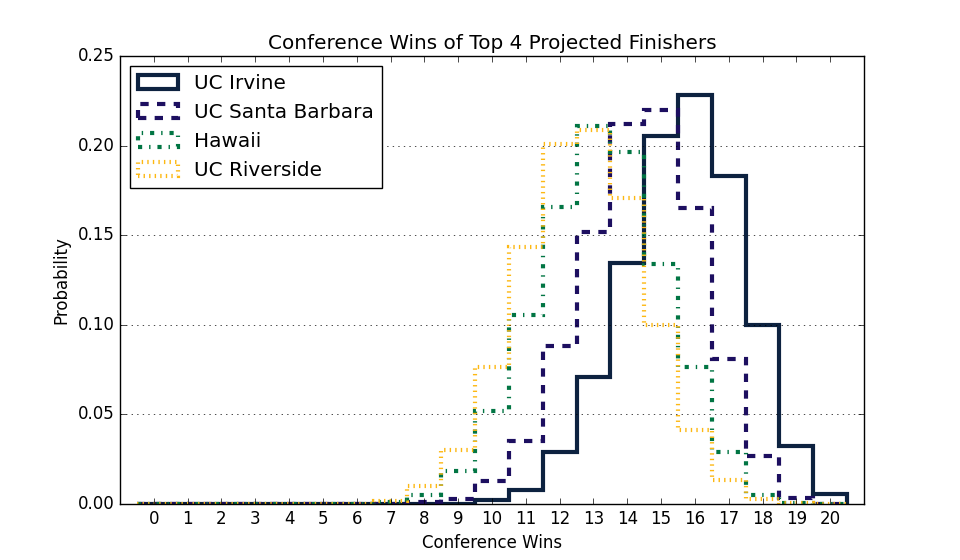 Conference Wins of Top 4 Projected Finishers
0.25
0.20
0.15
0.10
0.05
0.00
Probability
UC Irvine
UC Santa Barbara
Hawaii
UC Riverside
0 1 2 3 4 5 6 7 8 9 10 11 12 13 14 15 16 17 18 19 20
Conference Wins